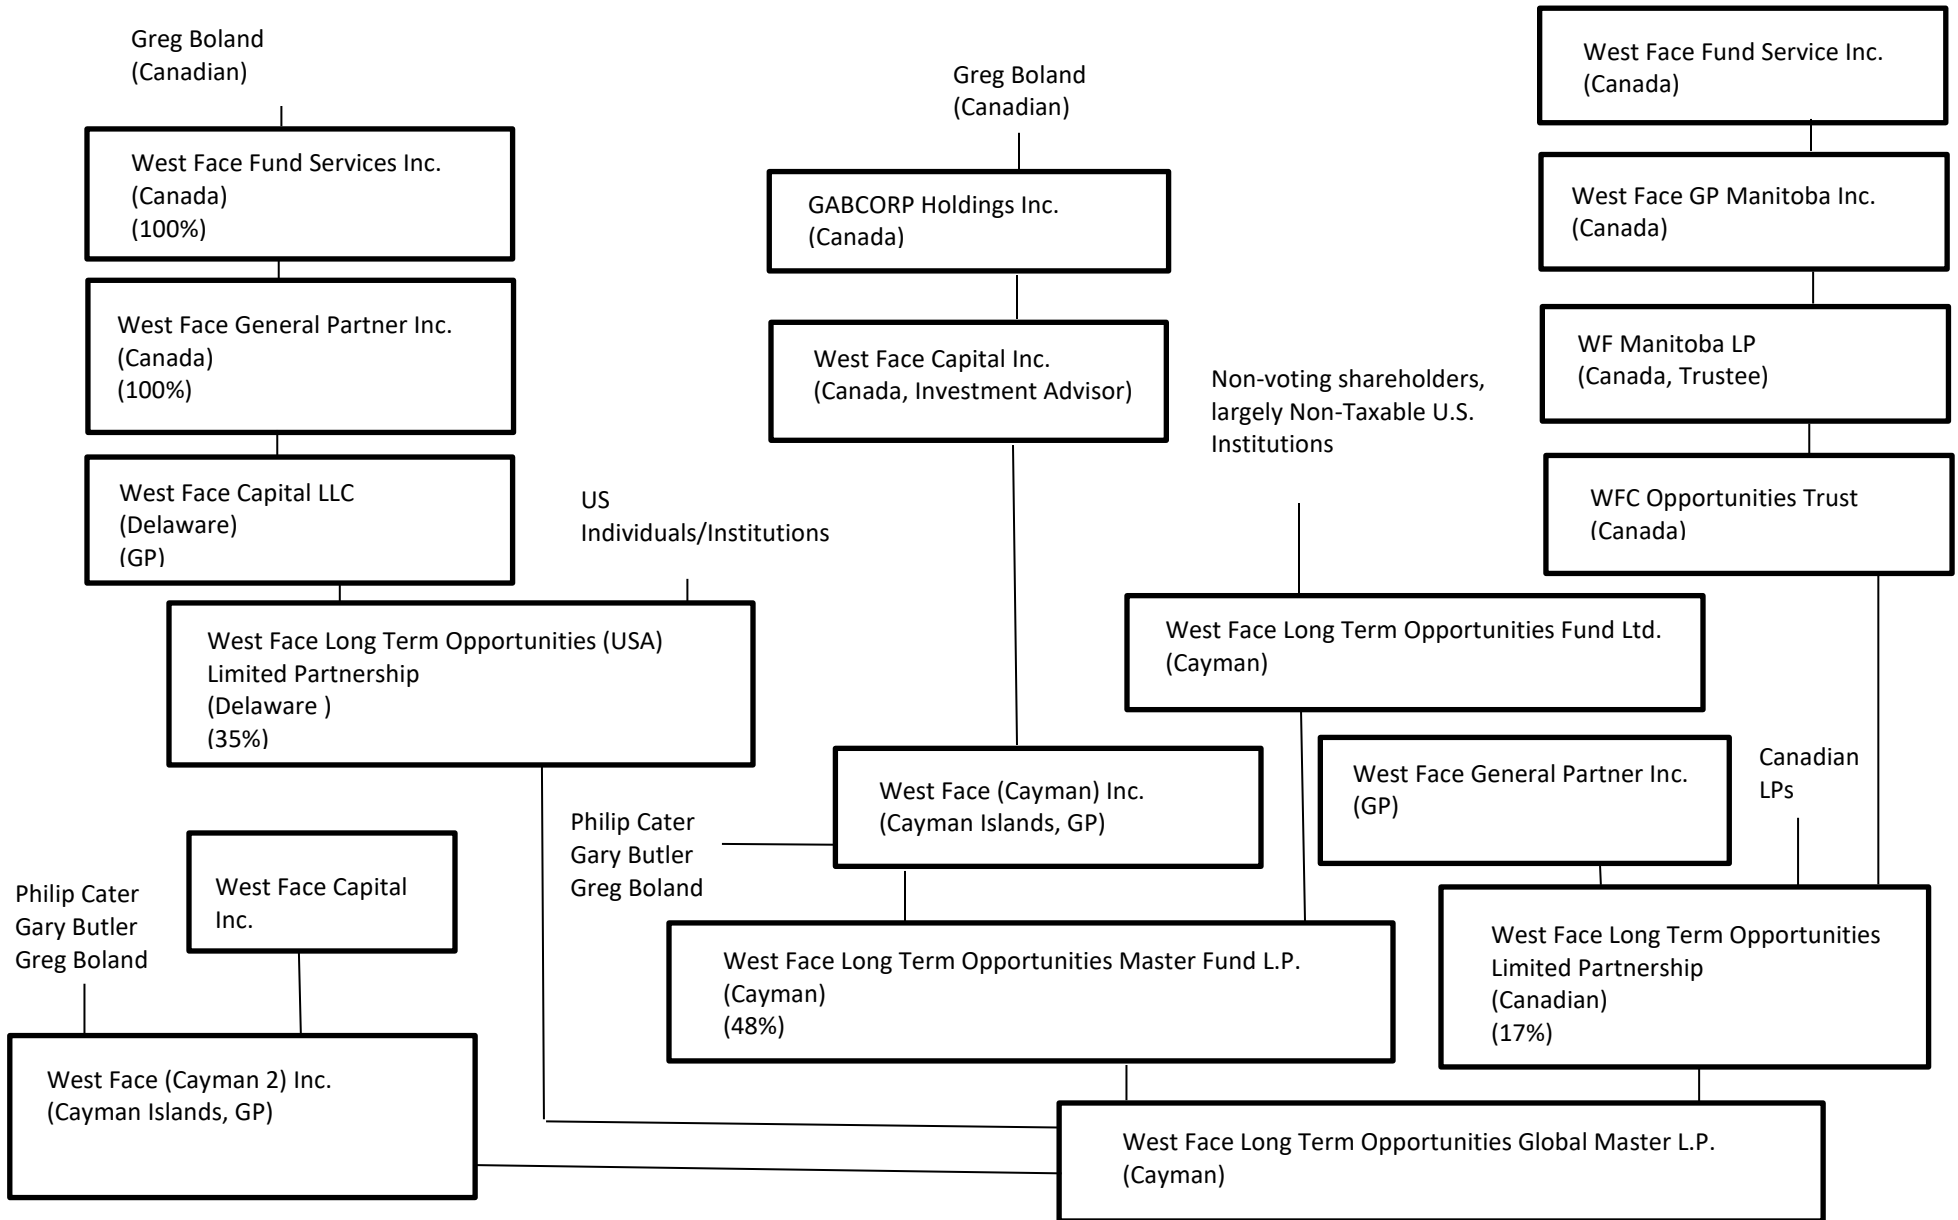 Greg Boland
(Canadian)
West Face Fund Services Inc.
(Canada)
(100%)
West Face General Partner Inc.
(Canada)
(100%)
West Face Capital LLC
(Delaware)
(GP)
US
Individuals/Institutions
West Face Long Term Opportunities (USA)
Limited Partnership
(Delaware )
(35%)
Greg Boland
(Canadian)
GABCORP Holdings Inc.
(Canada)
West Face Capital Inc.
(Canada, Investment Advisor)
Non-voting shareholders,
largely Non-Taxable U.S.
Institutions
West Face Fund Service Inc.
(Canada)
West Face GP Manitoba Inc.
(Canada)
WF Manitoba LP
(Canada, Trustee)
WFC Opportunities Trust
(Canada)
West Face Long Term Opportunities Fund Ltd.
(Cayman)
West Face General Partner Inc.
(GP)
Canadian
LPs
Philip Cater
Gary Butler
Greg Boland
West Face (Cayman) Inc.
(Cayman Islands, GP)
Philip Cater
Gary Butler
Greg Boland
West Face Capital
Inc.
West Face Long Term Opportunities Master Fund L.P.
(Cayman)
(48%)
West Face Long Term Opportunities
Limited Partnership
(Canadian)
(17%)
West Face (Cayman 2) Inc.
(Cayman Islands, GP)
West Face Long Term Opportunities Global Master L.P.
(Cayman)